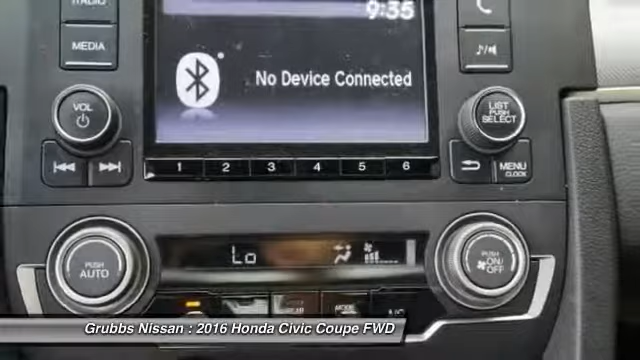 RADIO
9:35
MEDIA
No Device Connected
VOL
LIST
PUSH
SELECT
1 2 3 4 5 6
MENU
CLOCK
PUSH
AUTO
Lo
PUSH
ON/
OFF
MODE
A/C
Grubbs Nissan : 2016 Honda Civic Coupe FWD